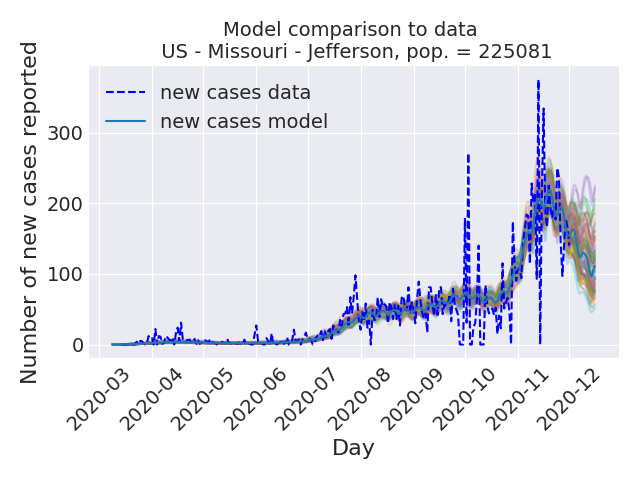 Model comparison to data
US - Missouri - Jefferson, pop. = 225081
Number of new cases reported
new cases data
new cases model
300
200
100
0
2020-03
2020-04
2020-05
2020-06
2020-07
2020-08
2020-09
2020-10
2020-11
2020-12
Day